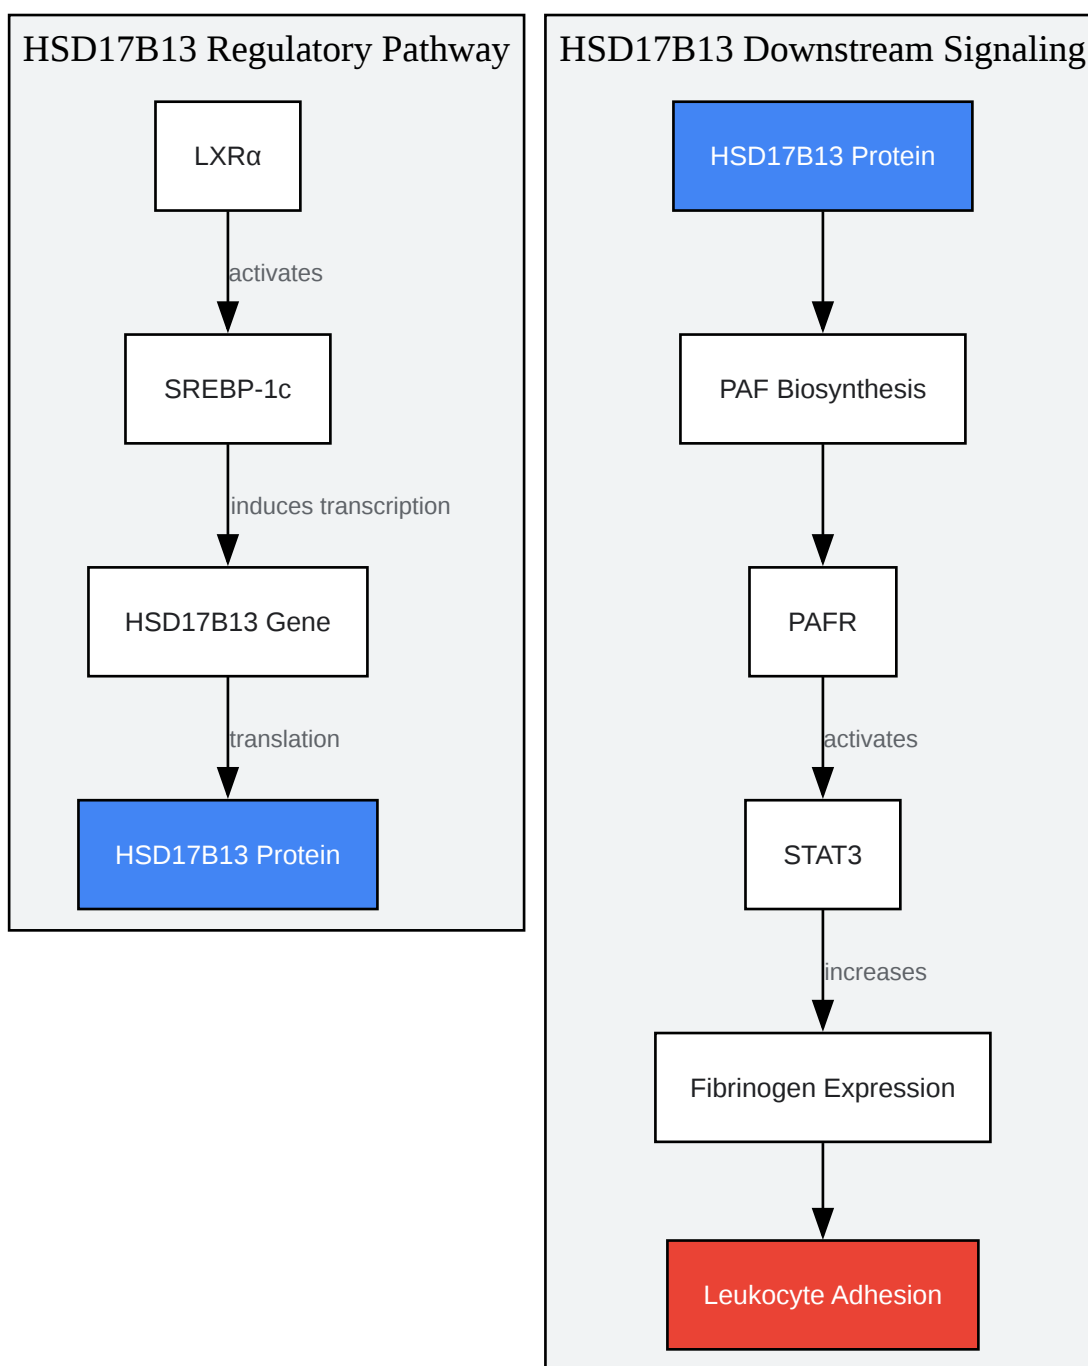 HSD17B13 Regulatory Pathway
LXRα
activates
SREBP-1c
induces transcription
HSD17B13 Gene
translation
HSD17B13 Protein
HSD17B13 Downstream Signaling
HSD17B13 Protein
PAF Biosynthesis
PAFR
activates
STAT3
increases
Fibrinogen Expression
Leukocyte Adhesion